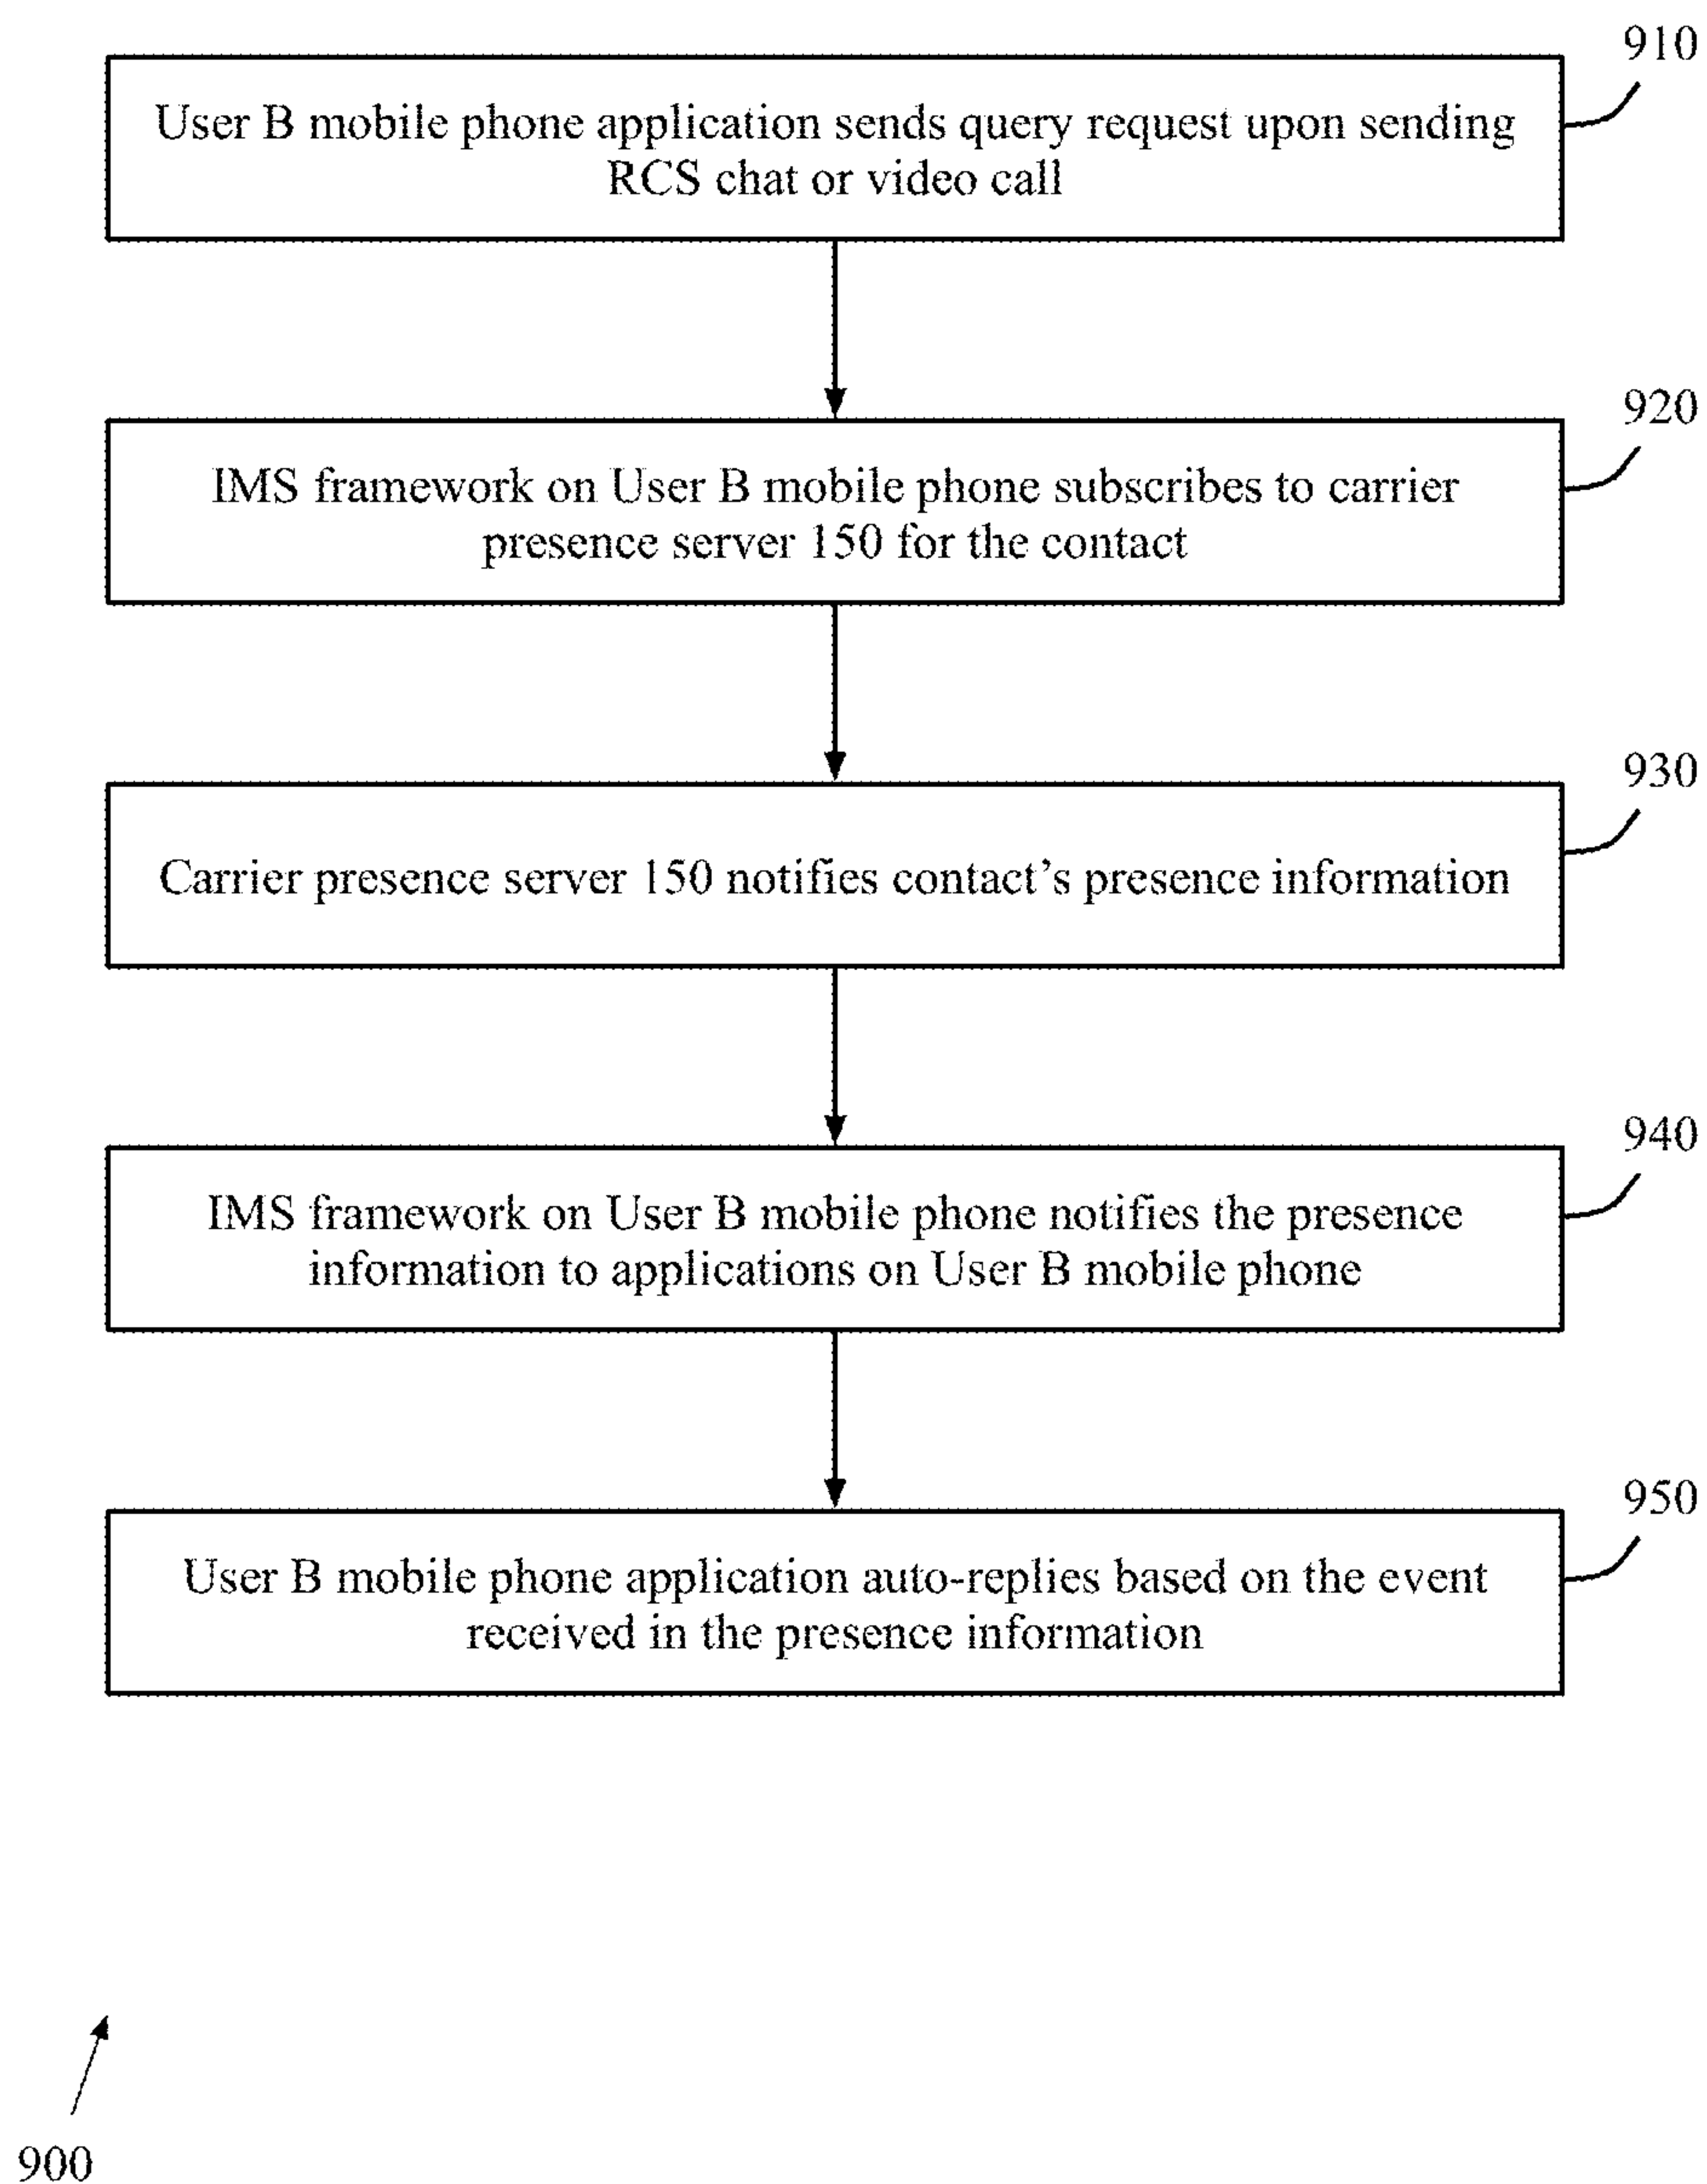 910
User B mobile phone application sends query request upon sending
RCS chat or video call
920
IMS framework on User B mobile phone subscribes to carrier
presence server 150 for the contact
930
Carrier presence server 150 notifies contact's presence information
940
IMS framework on User B mobile phone notifies the presence
information to applications on User B mobile phone
950
User B mobile phone application auto-replies based on the event
received in the presence information
900